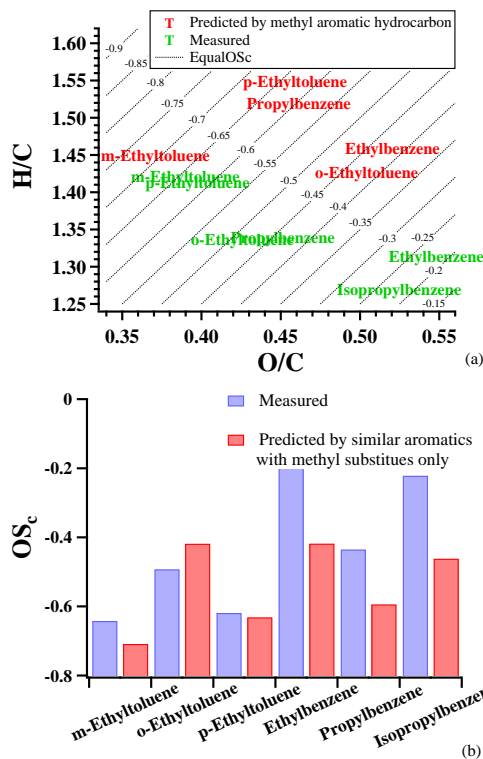 T Predicted by methyl aromatic hydrocarbon
T Measured
EqualOSc
1.60
1.55
1.50
1.45
1.40
1.35
1.30
1.25
H/C
-0.9
-0.85
-0.8
-0.75
-0.7
-0.65
-0.6
-0.55
-0.5
-0.45
-0.4
-0.35
-0.3
-0.25
-0.2
-0.15
p-Ethyltoluene
Propylbenzene
m-Ethyltoluene
Ethylbenzene
o-Ethyltoluene
m-Ethyltoluene
p-Ethyltoluene
o-Ethyltoluene
Propylbenzene
Ethylbenzene
Isopropylbenzene
0.35 0.40 0.45 0.50 0.55
O/C
(a)
Measured
Predicted by similar aromatics
with methyl substitues only
0
-0.2
-0.4
-0.6
-0.8
OSc
m-Ethyltoluene
o-Ethyltoluene
p-Ethyltoluene
Ethylbenzene
Propylbenzene
Isopropylbenzen
(b)